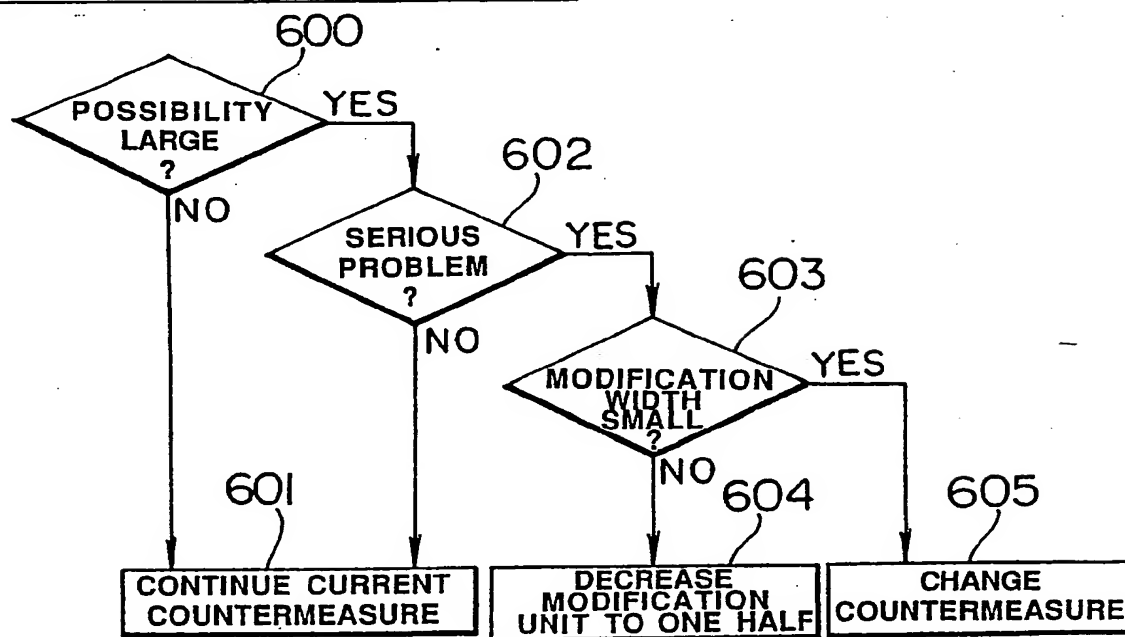 600
POSSIBILITY
LARGE
?
YES
NO
602
SERIOUS
PROBLEM
?
YES
NO
603
MODIFICATION
WIDTH
SMALL
?
YES
NO
601
CONTINUE CURRENT
COUNTERMEASURE
604
DECREASE
MODIFICATION
UNIT TO ONE HALF
605
CHANGE
COUNTERMEASURE